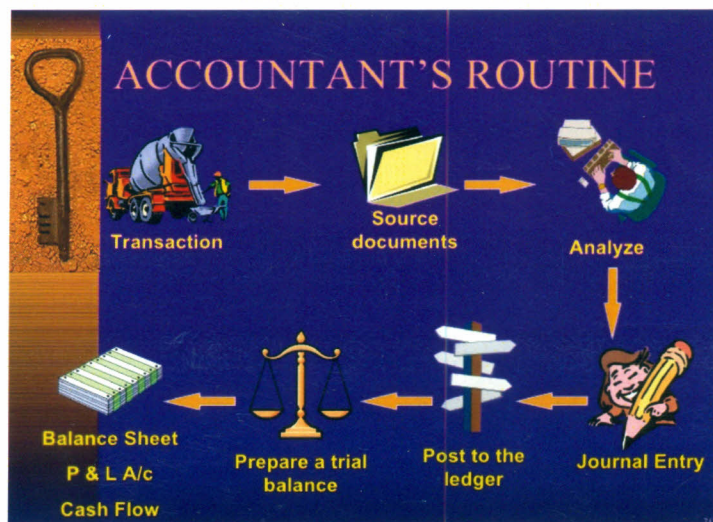 ACCOUNTANT'S ROUTINE
Transaction
Source
documents
Analyze
Journal Entry
Post to the
ledger
Prepare a trial
balance
Balance Sheet
P & L A/c
Cash Flow